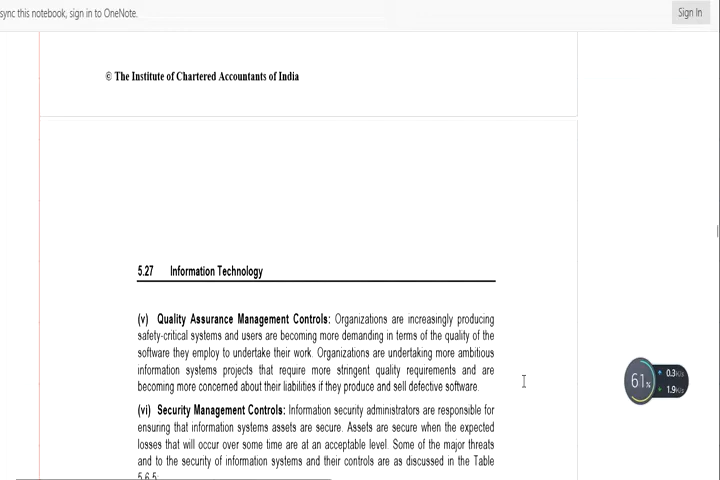 sync this notebook, sign in to OneNote.
Sign In
© The Institute of Chartered Accountants of India
5.27 Information Technology
(v) Quality Assurance Management Controls: Organizations are increasingly producing
safety-critical systems and users are becoming more demanding in terms of the quality of the
software they employ to undertake their work. Organizations are undertaking more ambitious
information systems projects that require more stringent quality requirements and are
becoming more concerned about their liabilities if they produce and sell defective software.
(vi) Security Management Controls: Information security administrators are responsible for
ensuring that information systems assets are secure. Assets are secure when the expected
losses that will occur over some time are at an acceptable level. Some of the major threats
and to the security of information systems and their controls are as discussed in the Table
5.6.5:
61%
0.3K/s
1.9K/s